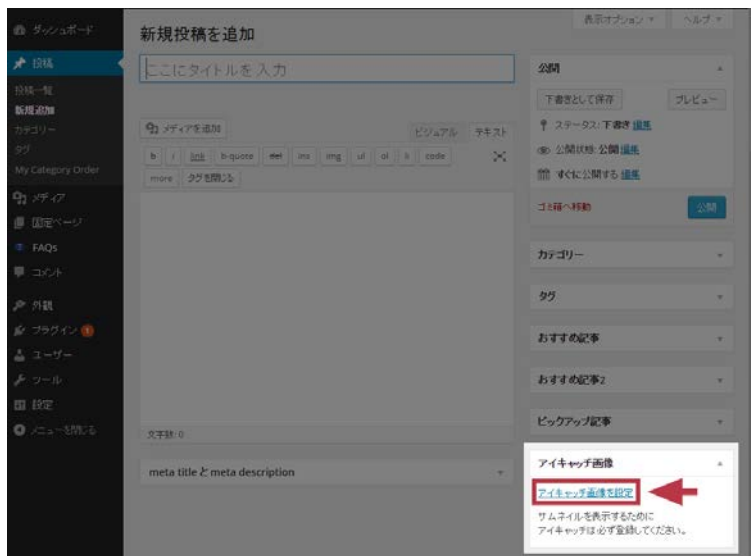 ダッシュボード
投稿
投稿一覧
新規追加
カテゴリー
タグ
My Category Order
メディア
固定ページ
FAQs
コメント
外観
プラグイン 1
ユーザー
ツール
設定
メニューを閉じる
表示オプション ヘルプ
新規投稿を追加
ここにタイトルを入力
メディアを追加
ビジュアル テキスト
b i link b-quote del ins img ul ol li code
more タグを閉じる
文字数: 0
meta title と meta description
公開
下書きとして保存 プレビュー
ステータス: 下書き 編集
公開状態: 公開 編集
すぐに公開する 編集
ゴミ箱へ移動 公開
カテゴリー
タグ
おすすめ記事
おすすめ記事2
ピックアップ記事
アイキャッチ画像
アイキャッチ画像を設定
サムネイルを表示するために
アイキャッチは必ず登録してください。